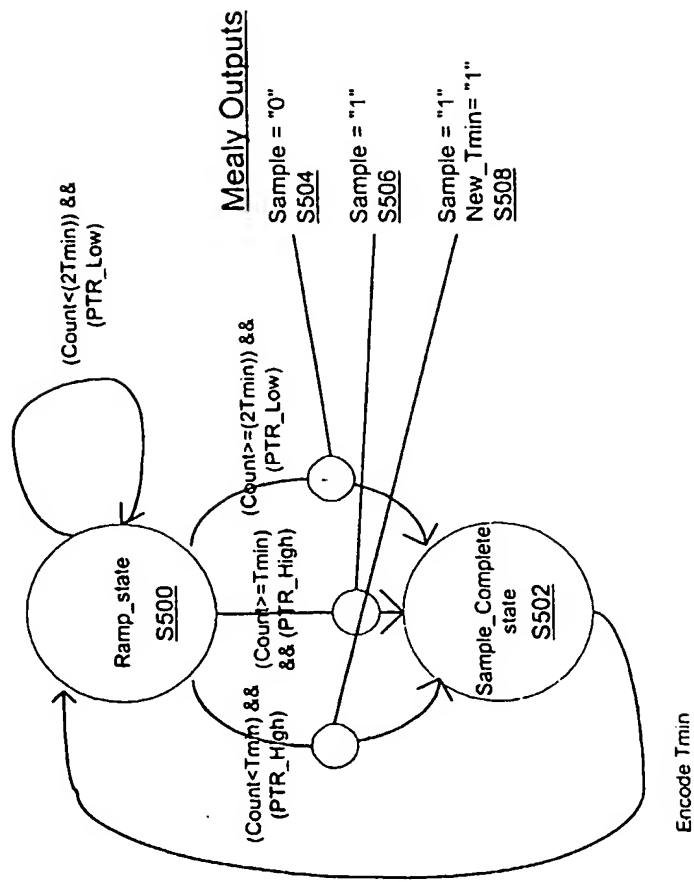 (Count<(2Tmin)) &&
(PTR_Low)
Ramp_state
S500
(Count<Tmin) &&
(PTR_High)
(Count>=Tmin)
&& (PTR_High)
(Count>=(2Tmin)) &&
(PTR_Low)
Sample_Complete
state
S502
Encode Tmin
Mealy Outputs
Sample = "0"
S504
Sample = "1"
S506
Sample = "1"
New_Tmin= "1"
S508